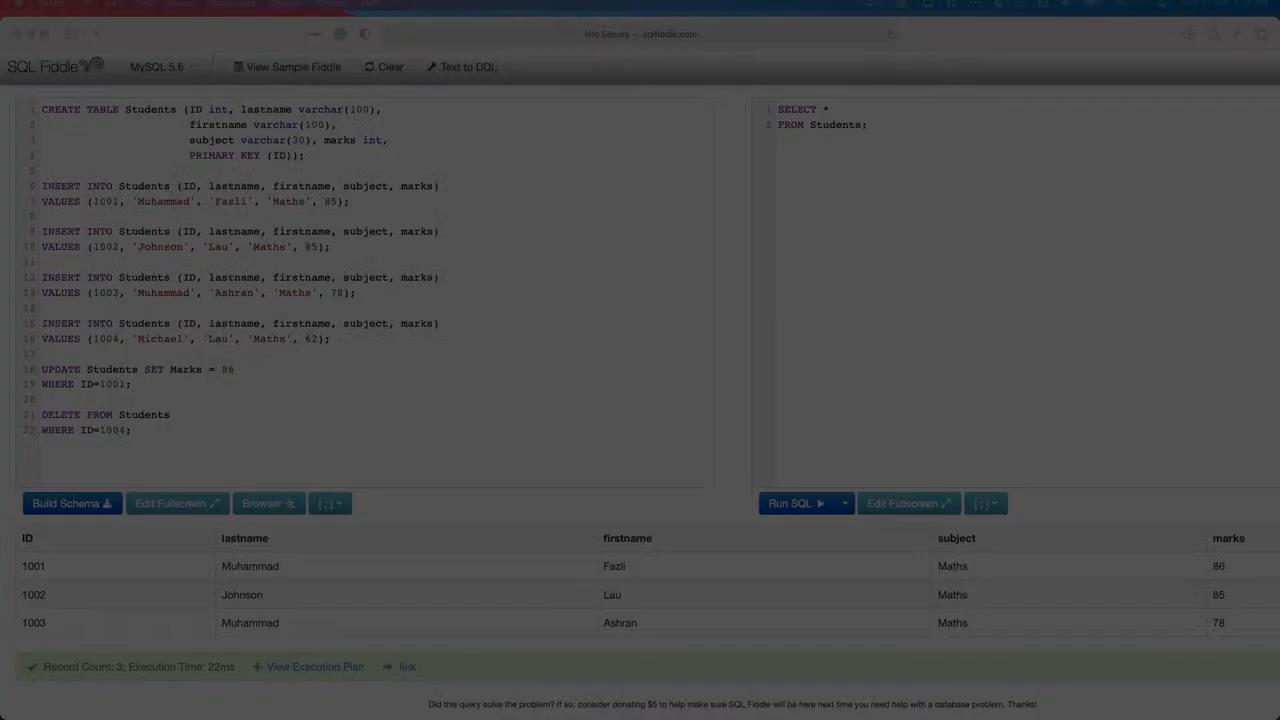 Not Secure — sqlfiddle.com
SQL Fiddle
MySQL 5.6
View Sample Fiddle
Clear
Text to DDL
1 CREATE TABLE Students (ID int, lastname varchar(100),
2 firstname varchar(100),
3 subject varchar(30), marks int,
4 PRIMARY KEY (ID));
5
6 INSERT INTO Students (ID, lastname, firstname, subject, marks)
7 VALUES (1001, 'Muhammad', 'Fazli', 'Maths', 85);
8
9 INSERT INTO Students (ID, lastname, firstname, subject, marks)
10 VALUES (1002, 'Johnson', 'Lau', 'Maths', 85);
11
12 INSERT INTO Students (ID, lastname, firstname, subject, marks)
13 VALUES (1003, 'Muhammad', 'Ashran', 'Maths', 78);
14
15 INSERT INTO Students (ID, lastname, firstname, subject, marks)
16 VALUES (1004, 'Michael', 'Lau', 'Maths', 62);
17
18 UPDATE Students SET Marks = 86
19 WHERE ID=1001;
20
21 DELETE FROM Students
22 WHERE ID=1004;
1 SELECT *
2 FROM Students;
Build Schema
Edit Fullscreen
Browser
[ ; ]
Run SQL
Edit Fullscreen
[ ; ]
ID lastname firstname subject marks
1001 Muhammad Fazli Maths 86
1002 Johnson Lau Maths 85
1003 Muhammad Ashran Maths 78
Record Count: 3; Execution Time: 22ms
View Execution Plan
link
Did this query solve the problem? If so, consider donating $5 to help make sure SQL Fiddle will be here next time you need help with a database problem. Thanks!